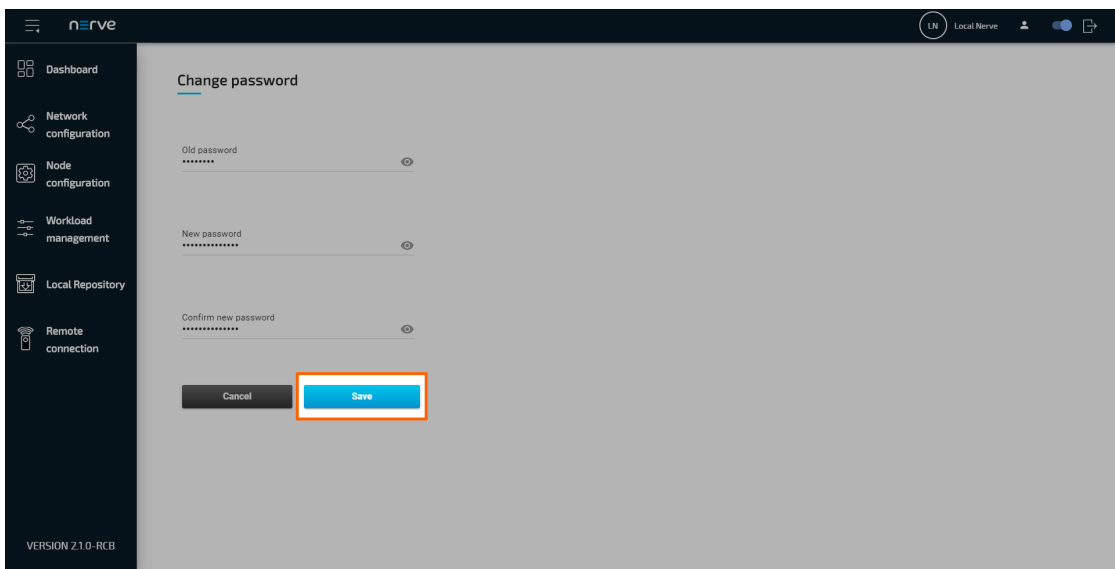 nerve
LN Local Nerve
Dashboard
Network
configuration
Node
configuration
Workload
management
Local Repository
Remote
connection
VERSION 2.1.0-RCB
Change password
Old password
••••••••
New password
••••••••••••••
Confirm new password
••••••••••••••
Cancel Save